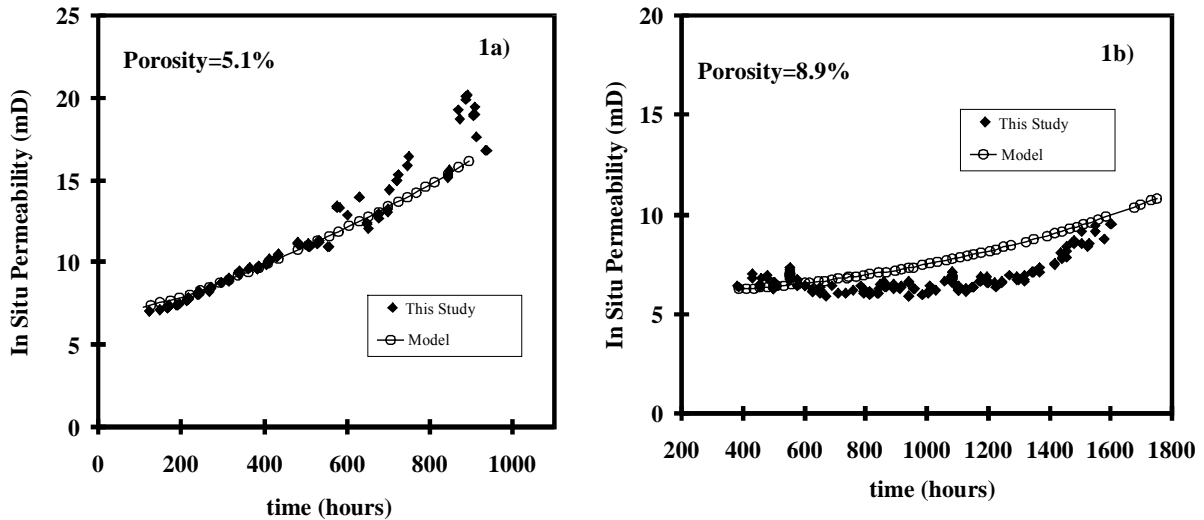 25
20
15
10
5
0
In Situ Permeability (mD)
Porosity=5.1%
1a)
This Study
Model
0 200 400 600 800 1000
time (hours)
20
15
10
5
0
In Situ Permeability (mD)
Porosity=8.9%
1b)
This Study
Model
200 400 600 800 1000 1200 1400 1600 1800
time (hours)